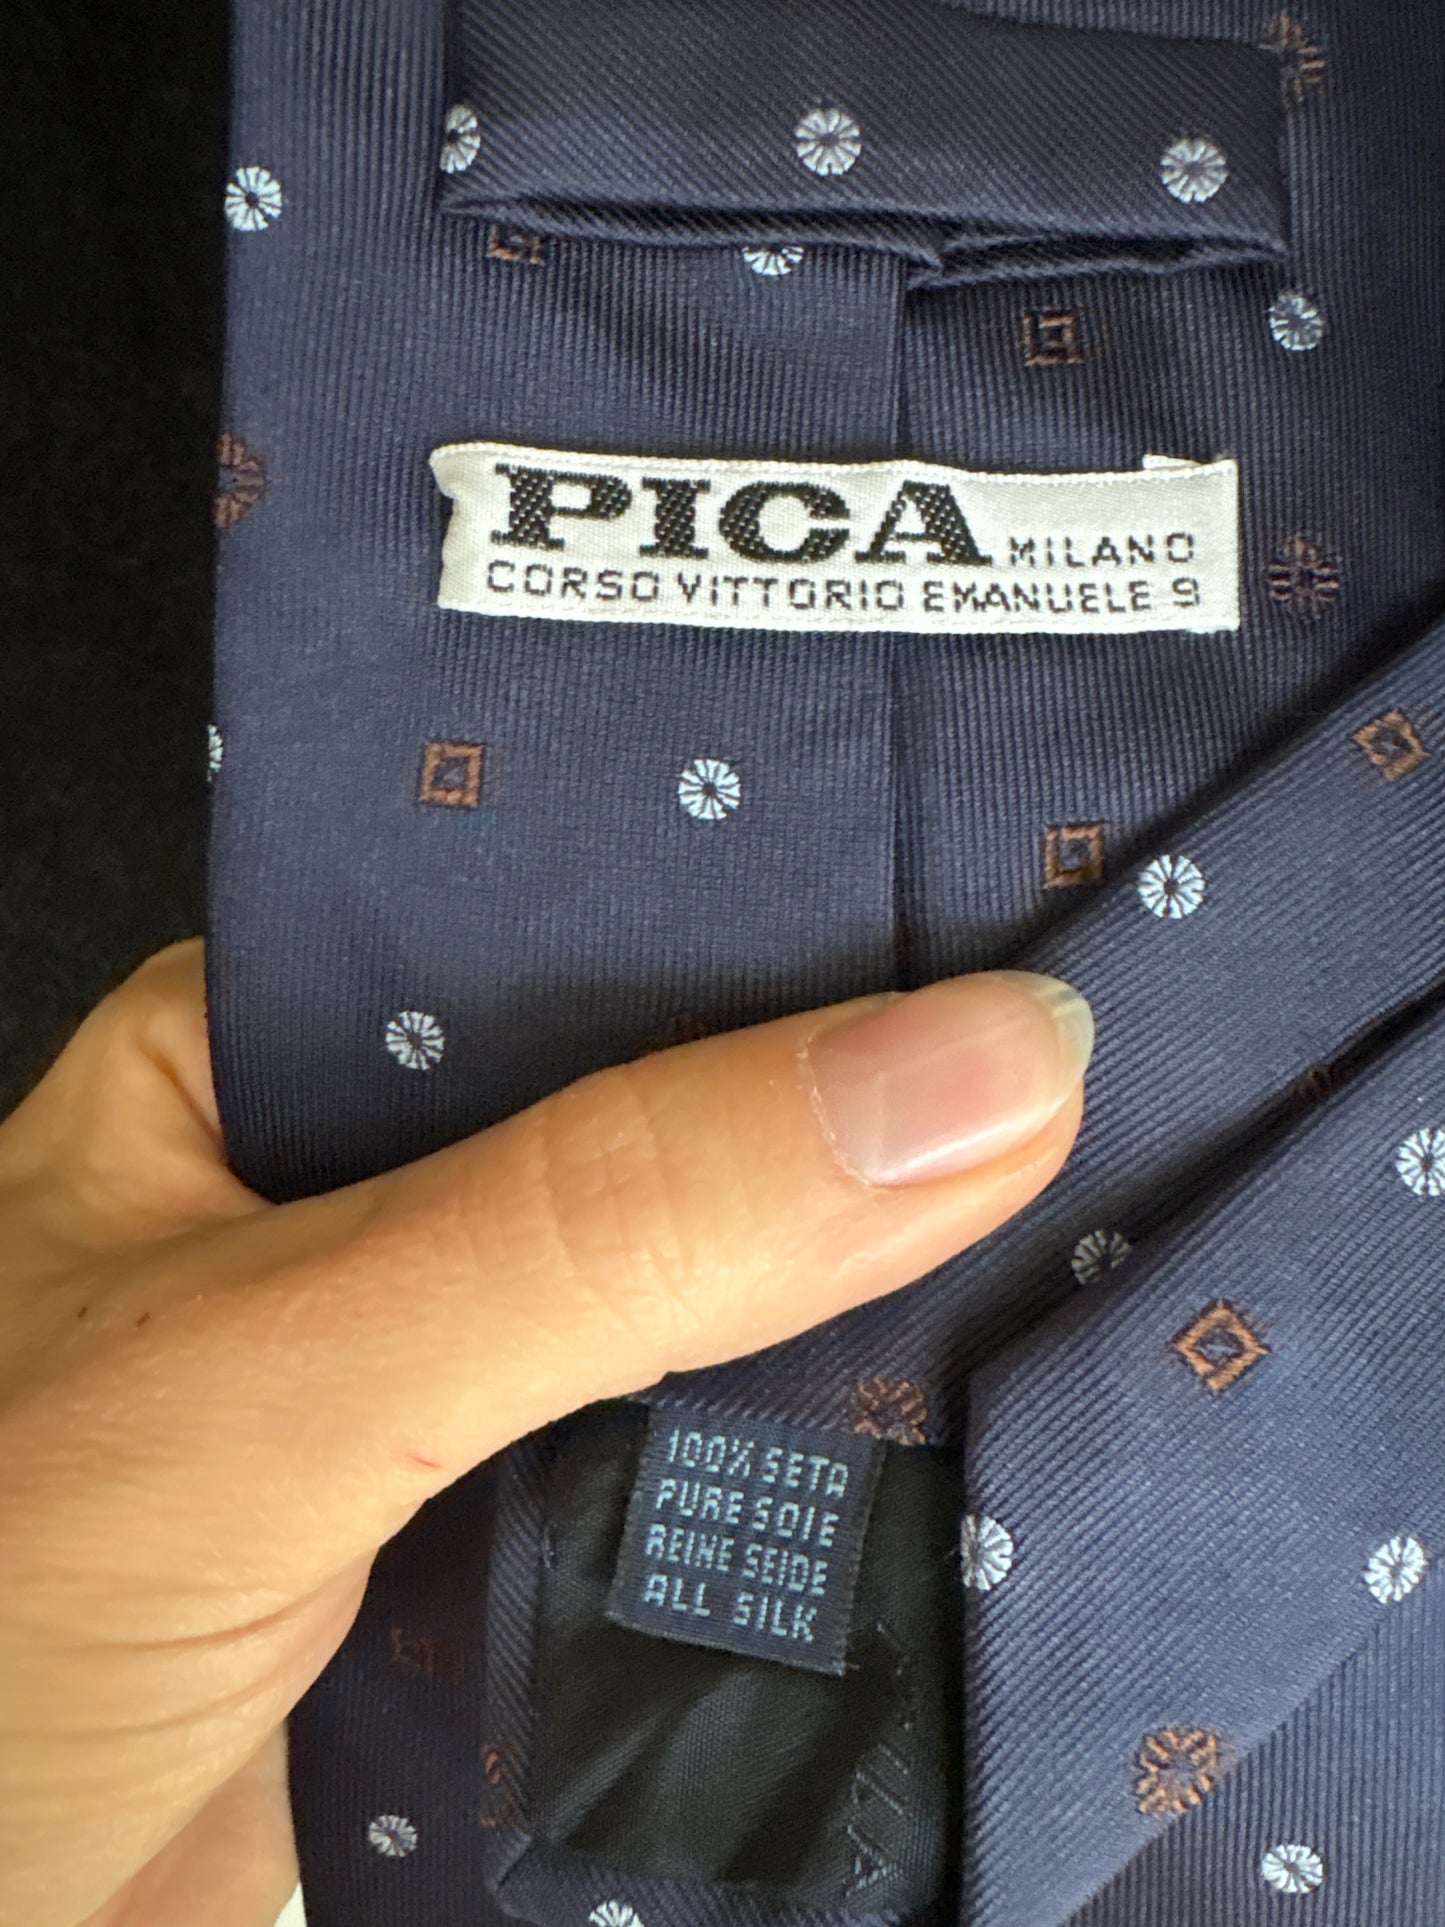 PICA MILANO
CORSO VITTORIO EMANUELE 9
100% SETA
PURE SOIE
REINE SEIDE
ALL SILK